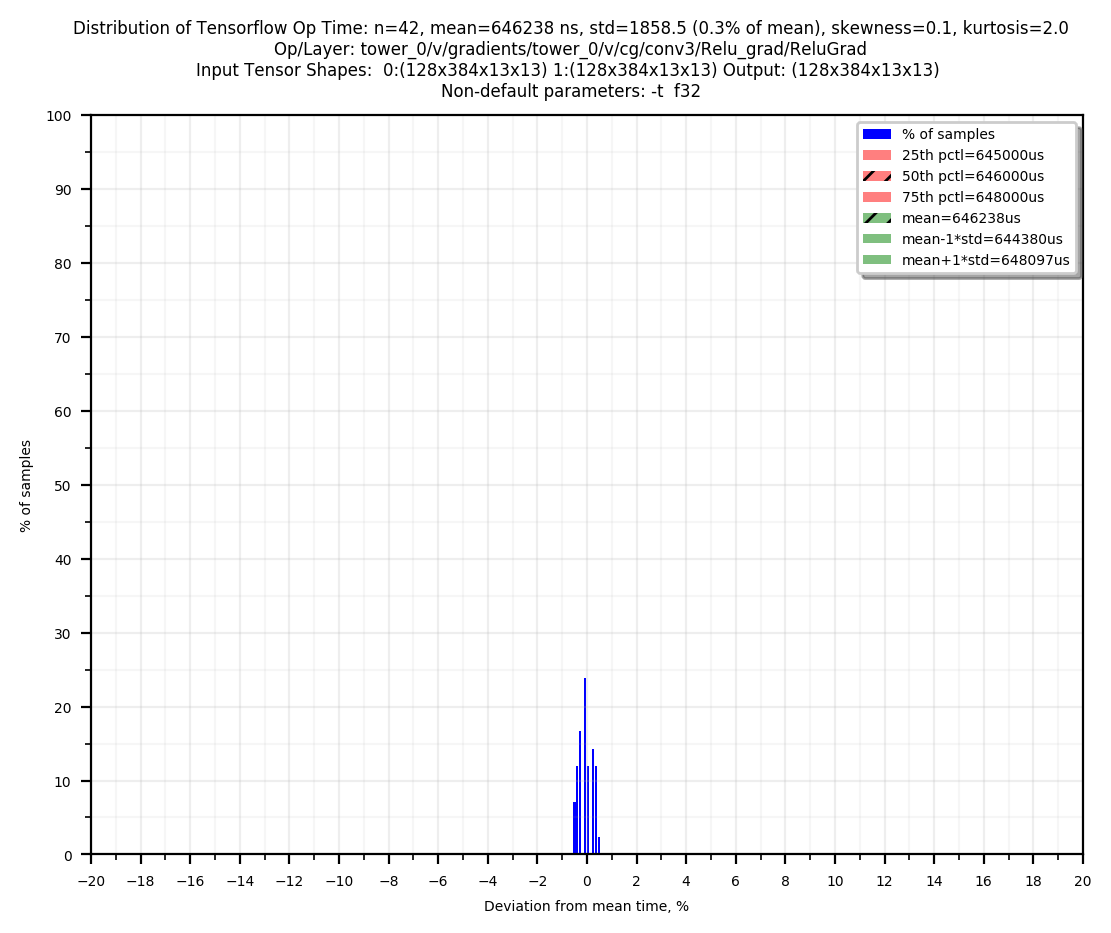 Distribution of Tensorflow Op Time: n=42, mean=646238 ns, std=1858.5 (0.3% of mean), skewness=0.1, kurtosis=2.0
Op/Layer: tower_0/v/gradients/tower_0/v/cg/conv3/Relu_grad/ReluGrad
Input Tensor Shapes:  0:(128x384x13x13) 1:(128x384x13x13) Output: (128x384x13x13)
Non-default parameters: -t  f32
% of samples
25th pctl=645000us
50th pctl=646000us
75th pctl=648000us
mean=646238us
mean-1*std=644380us
mean+1*std=648097us
100
90
80
70
60
50
40
30
20
10
0
% of samples
−20 −18 −16 −14 −12 −10 −8 −6 −4 −2 0 2 4 6 8 10 12 14 16 18 20
Deviation from mean time, %